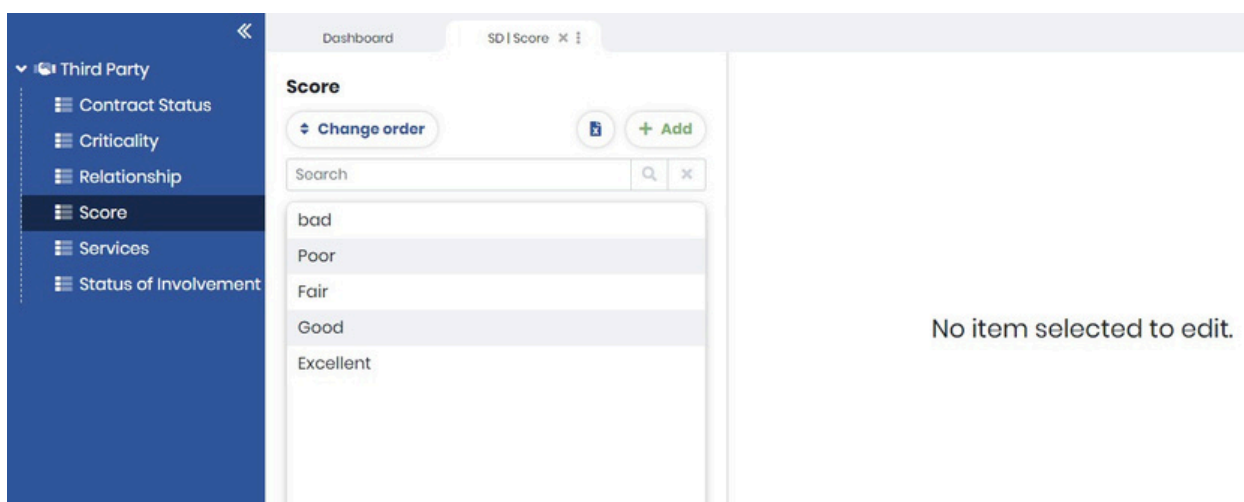 Dashboard
SD | Score
Third Party
Contract Status
Criticality
Relationship
Score
Services
Status of Involvement
Score
Change order
Add
Search
bad
Poor
Fair
Good
Excellent
No item selected to edit.